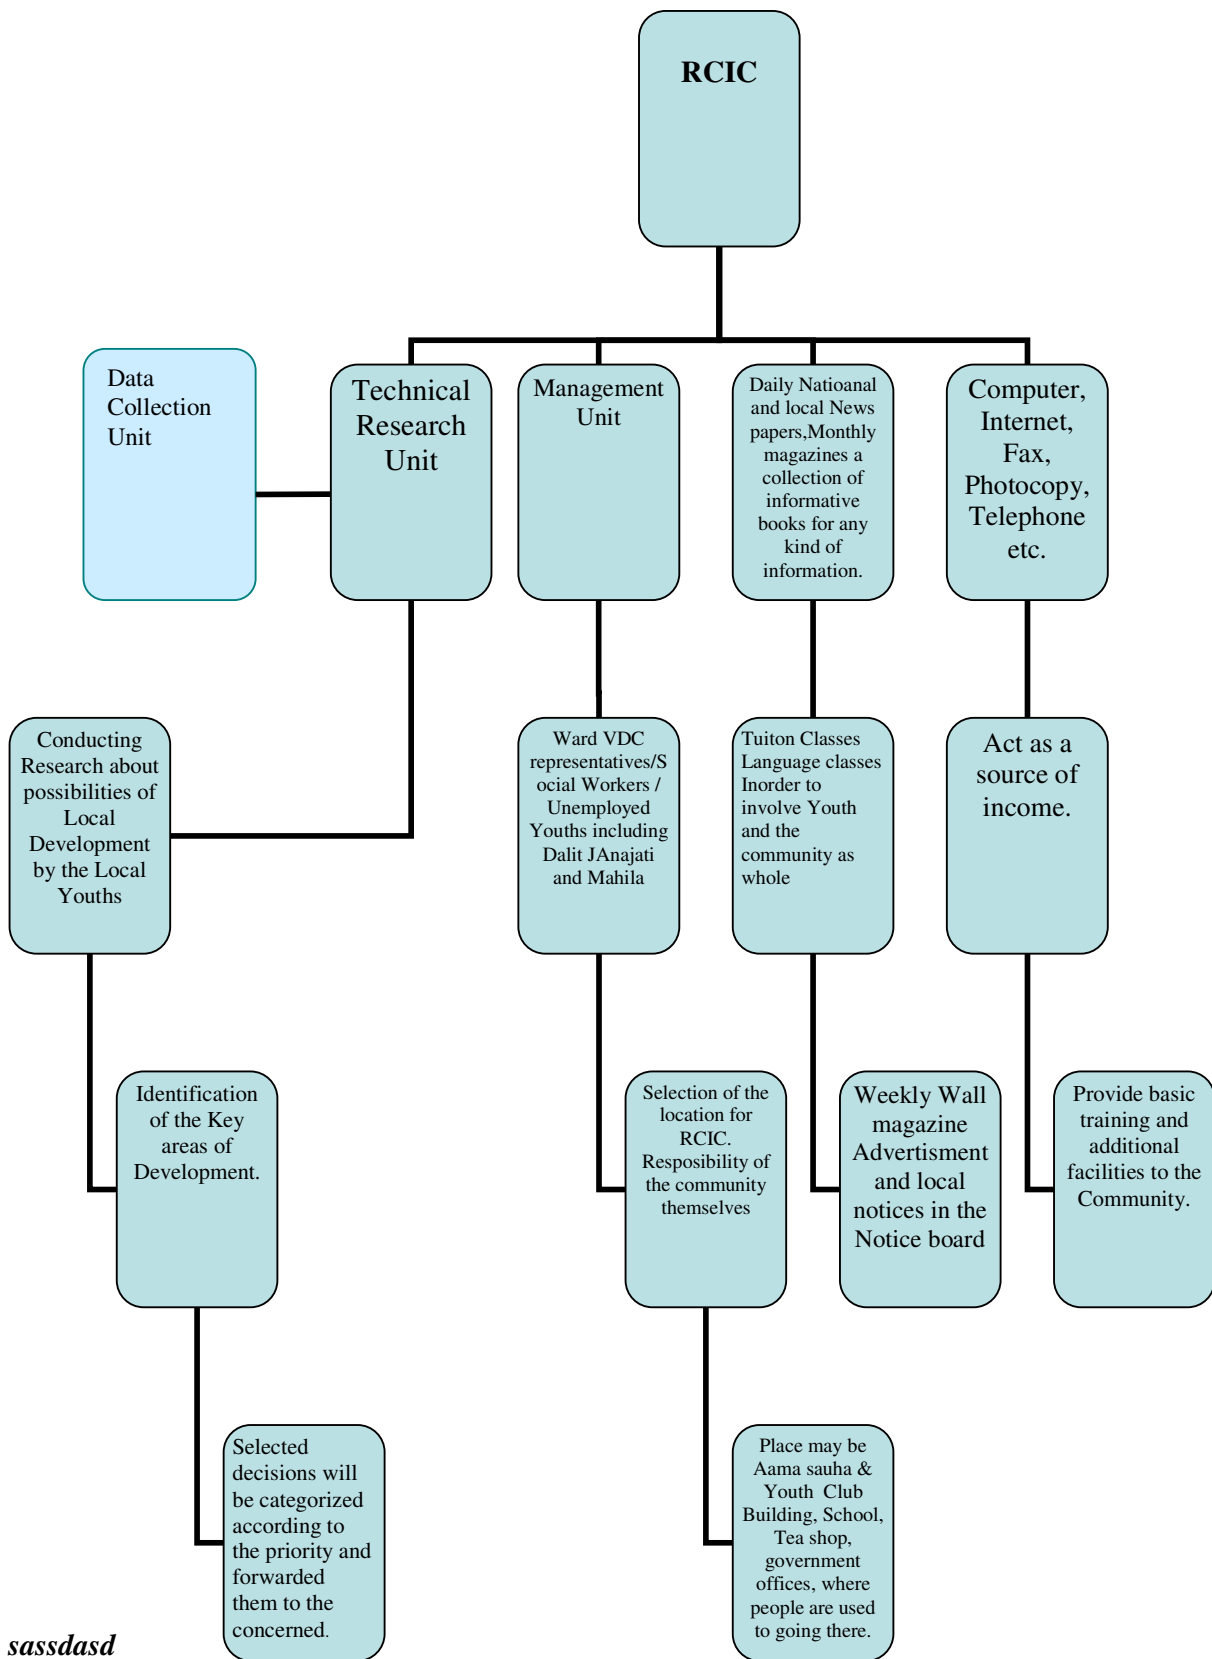 RCIC
Data
Collection
Unit
Technical
Research
Unit
Management
Unit
Daily Natioanal
and local News
papers,Monthly
magazines a
collection of
informative
books for any
kind of
information.
Computer,
Internet,
Fax,
Photocopy,
Telephone
etc.
Conducting
Research about
possibilities of
Local
Development
by the Local
Youths
Ward VDC
representatives/S
ocial Workers /
Unemployed
Youths including
Dalit JAnajati
and Mahila
Tuiton Classes
Language classes
Inorder to
involve Youth
and the
community as
whole
Act as a
source of
income.
Identification
of the Key
areas of
Development.
Selection of the
location for
RCIC.
Resposibility of
the community
themselves
Weekly Wall
magazine
Advertisment
and local
notices in the
Notice board
Provide basic
training and
additional
facilities to the
Community.
Selected
decisions will
be categorized
according to
the priority and
forwarded
them to the
concerned.
Place may be
Aama sauha &
Youth Club
Building, School,
Tea shop,
government
offices, where
people are used
to going there.
sassdasd